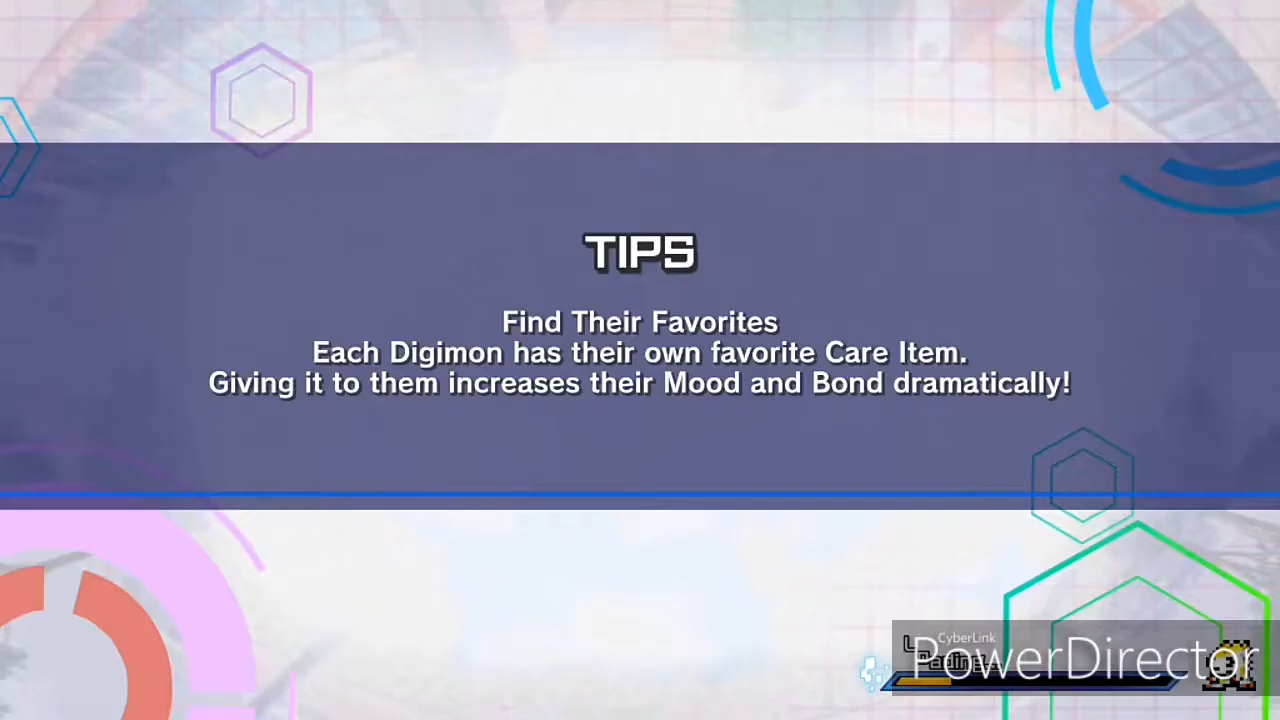 TIPS
Find Their Favorites
Each Digimon has their own favorite Care Item.
Giving it to them increases their Mood and Bond dramatically!
CyberLink
Loading...
PowerDirector